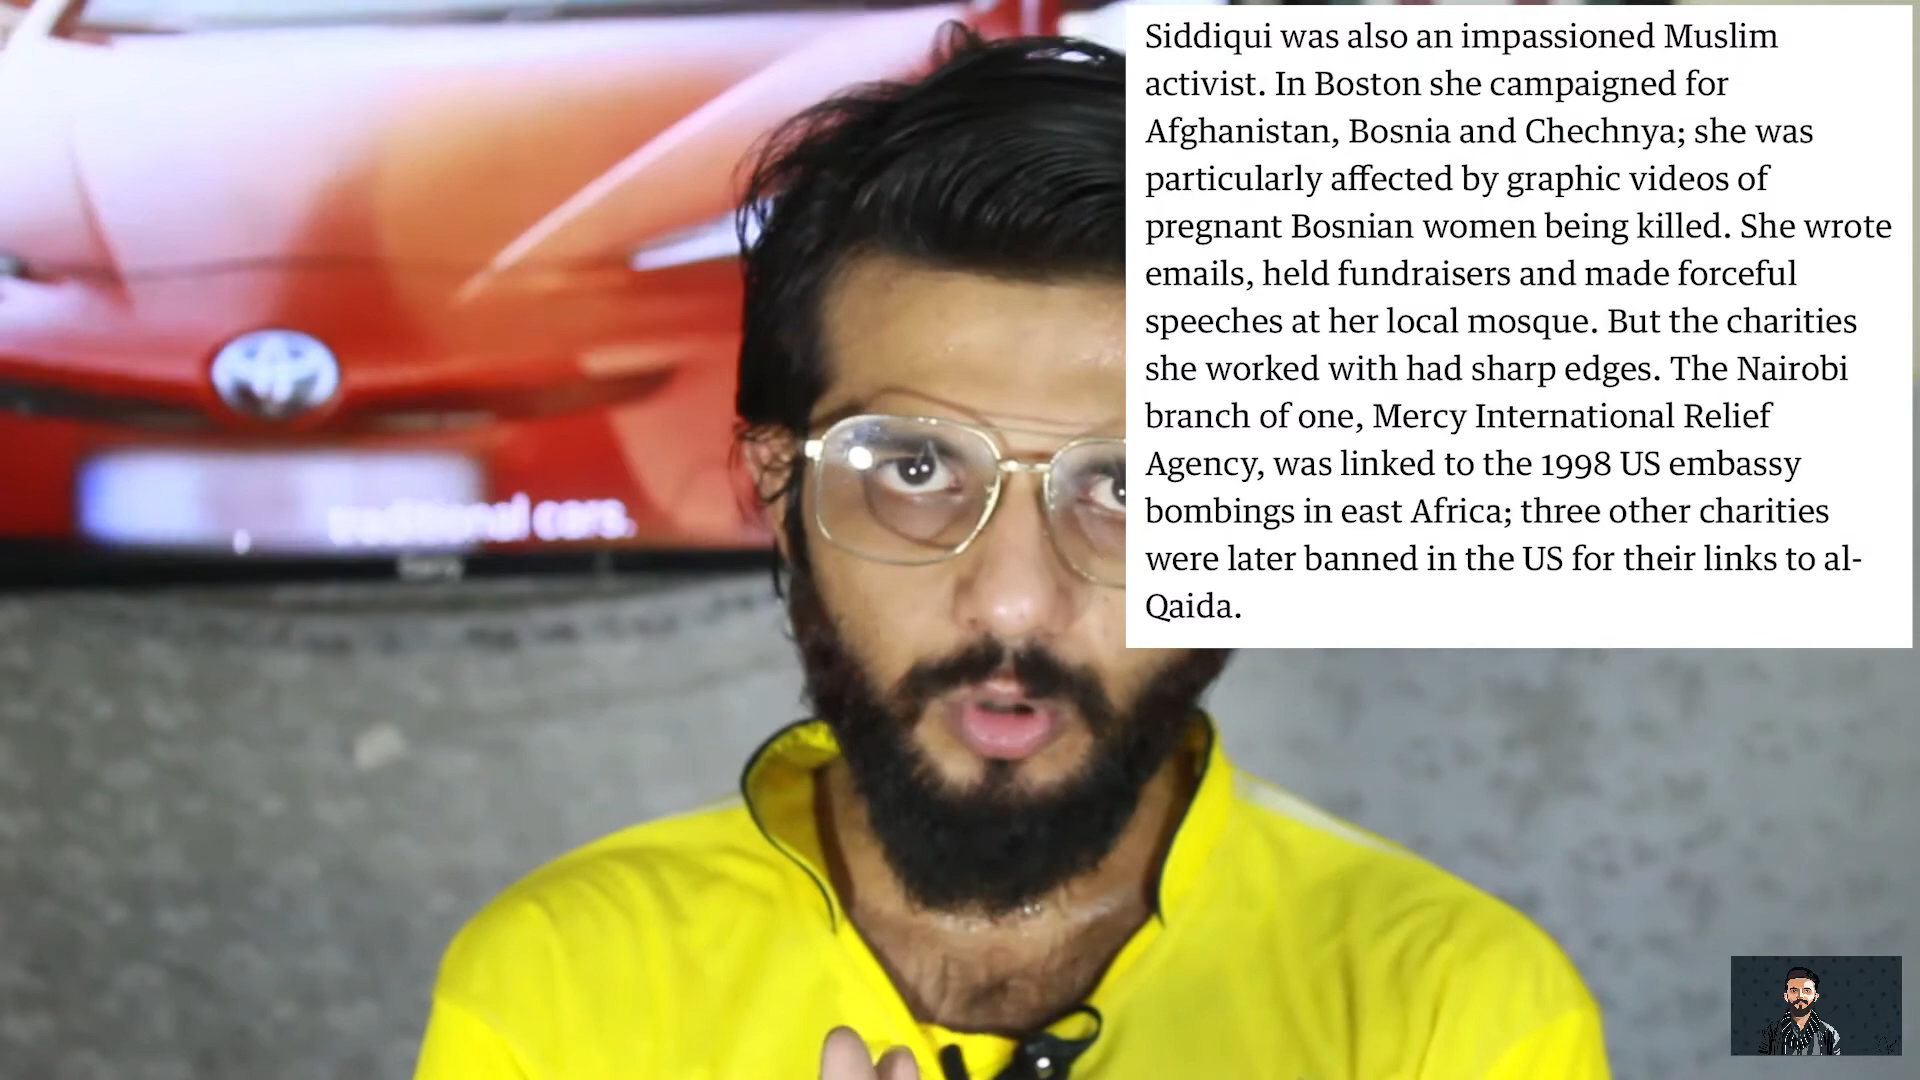 Siddiqui was also an impassioned Muslim
activist. In Boston she campaigned for
Afghanistan, Bosnia and Chechnya; she was
particularly affected by graphic videos of
pregnant Bosnian women being killed. She wrote
emails, held fundraisers and made forceful
speeches at her local mosque. But the charities
she worked with had sharp edges. The Nairobi
branch of one, Mercy International Relief
Agency, was linked to the 1998 US embassy
bombings in east Africa; three other charities
were later banned in the US for their links to al-
Qaida.
traditional cars.